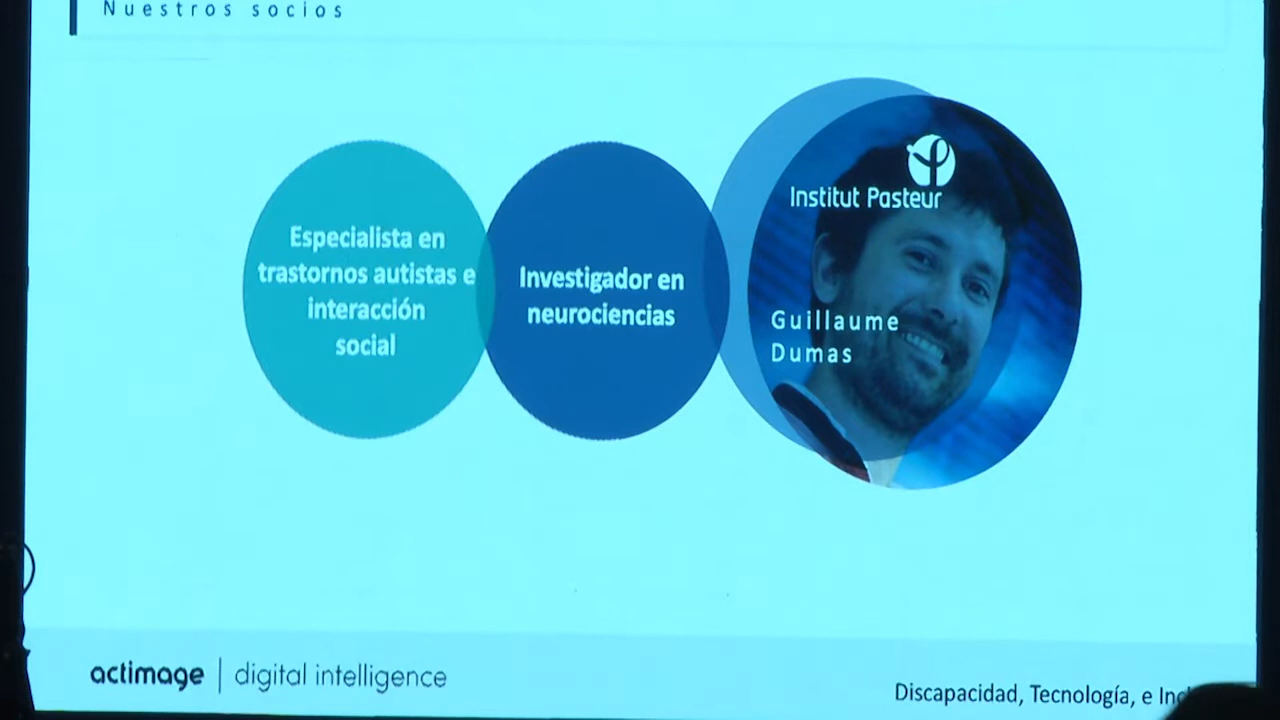 Nuestros socios
Especialista en
trastornos autistas e
interacción
social
Investigador en
neurociencias
Institut Pasteur
Guillaume
Dumas
actimage | digital intelligence
Discapacidad, Tecnología, e